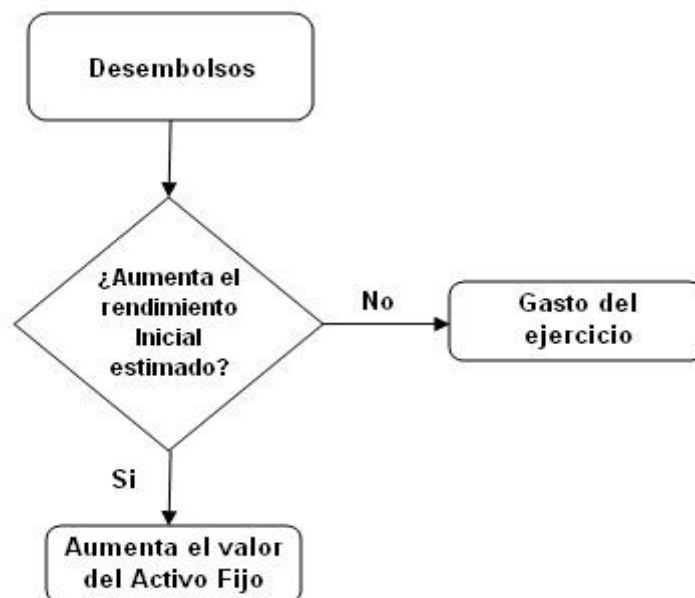 Desembolsos
¿Aumenta el
rendimiento
Inicial
estimado?
No
Gasto del
ejercicio
Si
Aumenta el valor
del Activo Fijo